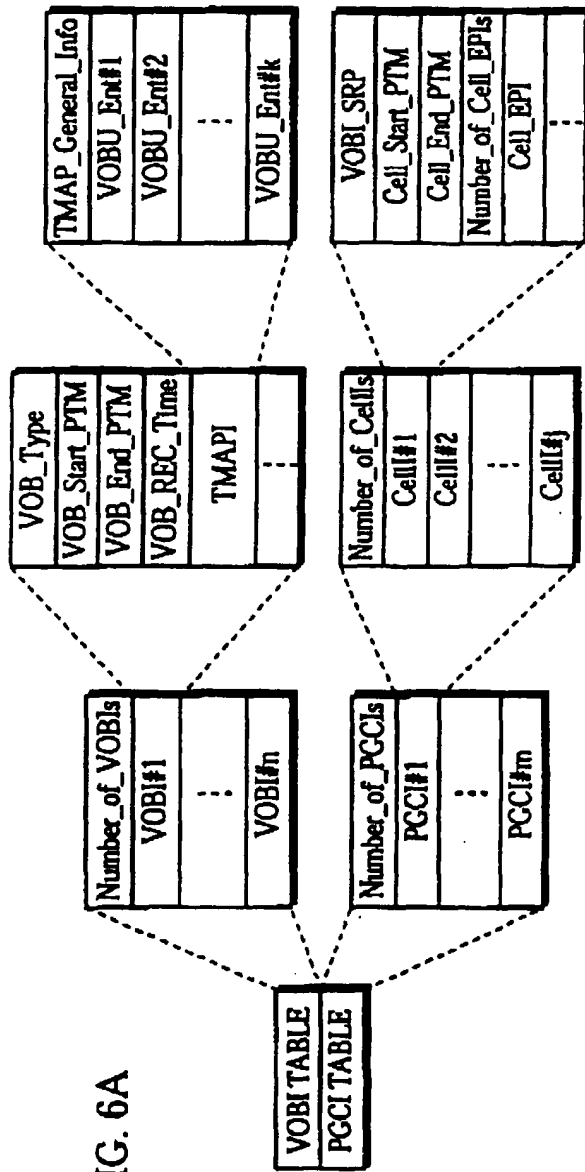 FIG. 6A
VOBI TABLE
PGCI TABLE
Number_of_VOBIs
VOBI#1
VOBI#n
Number_of_PGCIs
PGCI#1
PGCI#m
VOB_Type
VOB_Start_PTM
VOB_End_PTM
VOB_REC_Time
TMAPI
Number_of_CellIs
CellI#1
CellI#2
CellI#j
TMAP_General_Info
VOBU_Ent#1
VOBU_Ent#2
VOBU_Ent#k
VOBI_SRP
Cell_Start_PTM
Cell_End_PTM
Number_of_Cell_EPIs
Cell_EPI